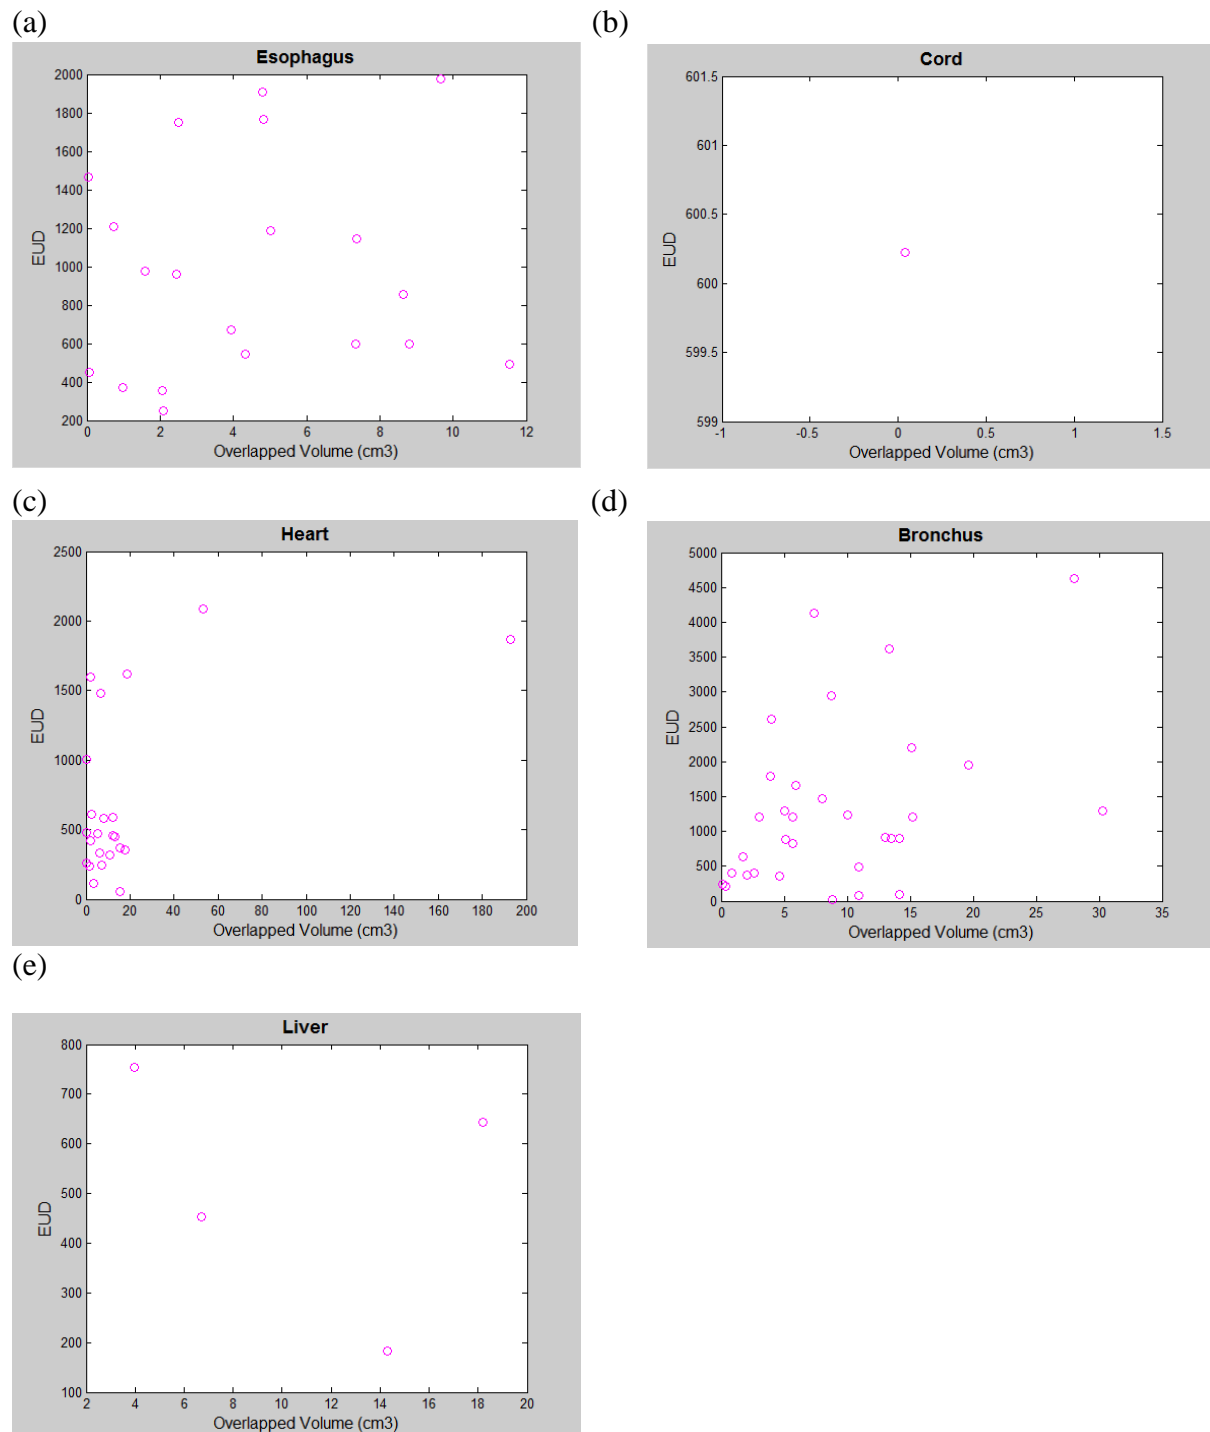 (a)
(b)
Esophagus
2000
1800
1600
1400
1200
1000
800
600
400
200
EUD
0 2 4 6 8 10 12
Overlapped Volume (cm3)
Cord
601.5
601
600.5
600
599.5
599
EUD
-1 -0.5 0 0.5 1 1.5
Overlapped Volume (cm3)
(c)
(d)
Heart
2500
2000
1500
1000
500
0
EUD
0 20 40 60 80 100 120 140 160 180 200
Overlapped Volume (cm3)
Bronchus
5000
4500
4000
3500
3000
2500
2000
1500
1000
500
0
EUD
0 5 10 15 20 25 30 35
Overlapped Volume (cm3)
(e)
Liver
800
700
600
500
400
300
200
100
EUD
2 4 6 8 10 12 14 16 18 20
Overlapped Volume (cm3)